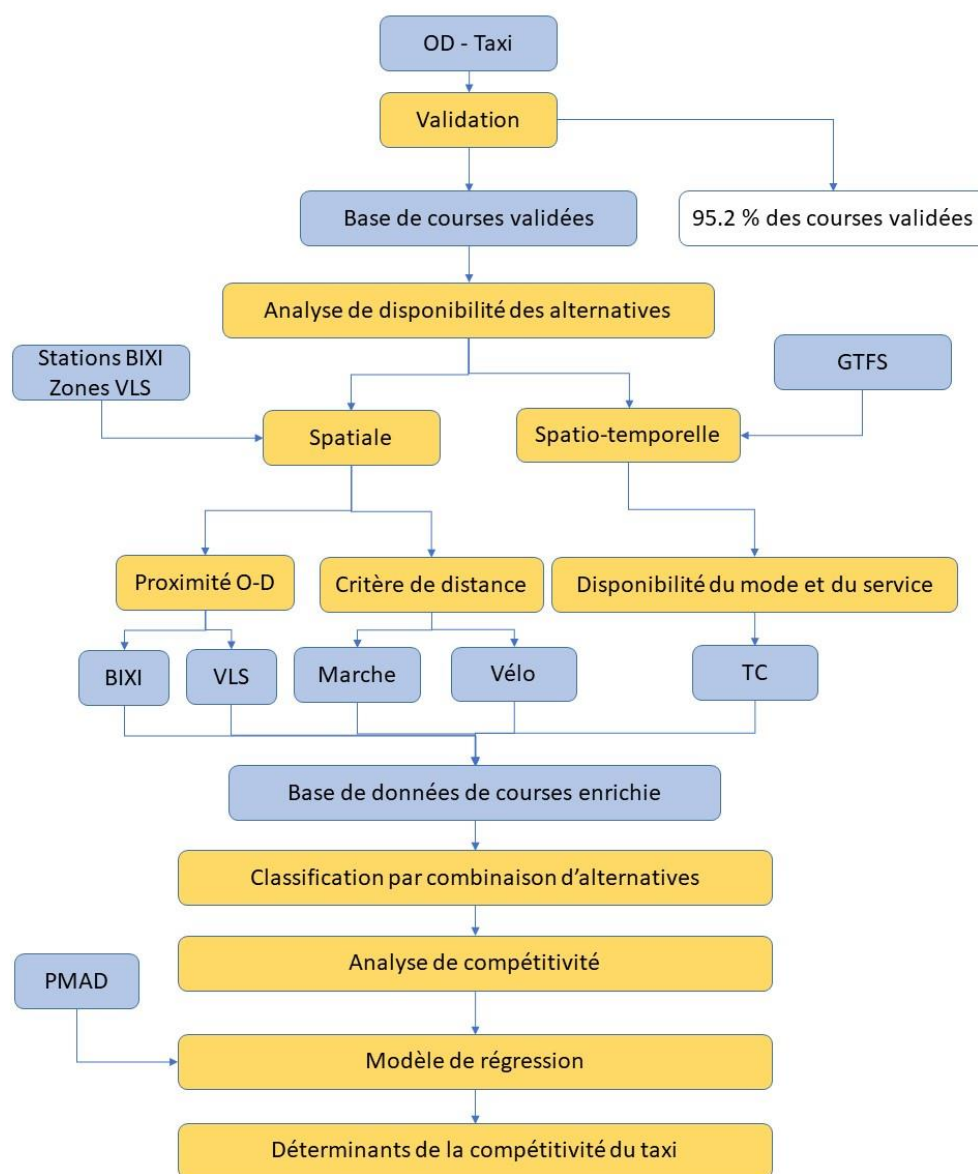 OD - Taxi
Validation
Base de courses validées
95.2 % des courses validées
Analyse de disponibilité des alternatives
Stations BIXI
Zones VLS
GTFS
Spatiale
Spatio-temporelle
Proximité O-D
Critère de distance
Disponibilité du mode et du service
BIXI
VLS
Marche
Vélo
TC
Base de données de courses enrichie
Classification par combinaison d’alternatives
Analyse de compétitivité
PMAD
Modèle de régression
Déterminants de la compétitivité du taxi